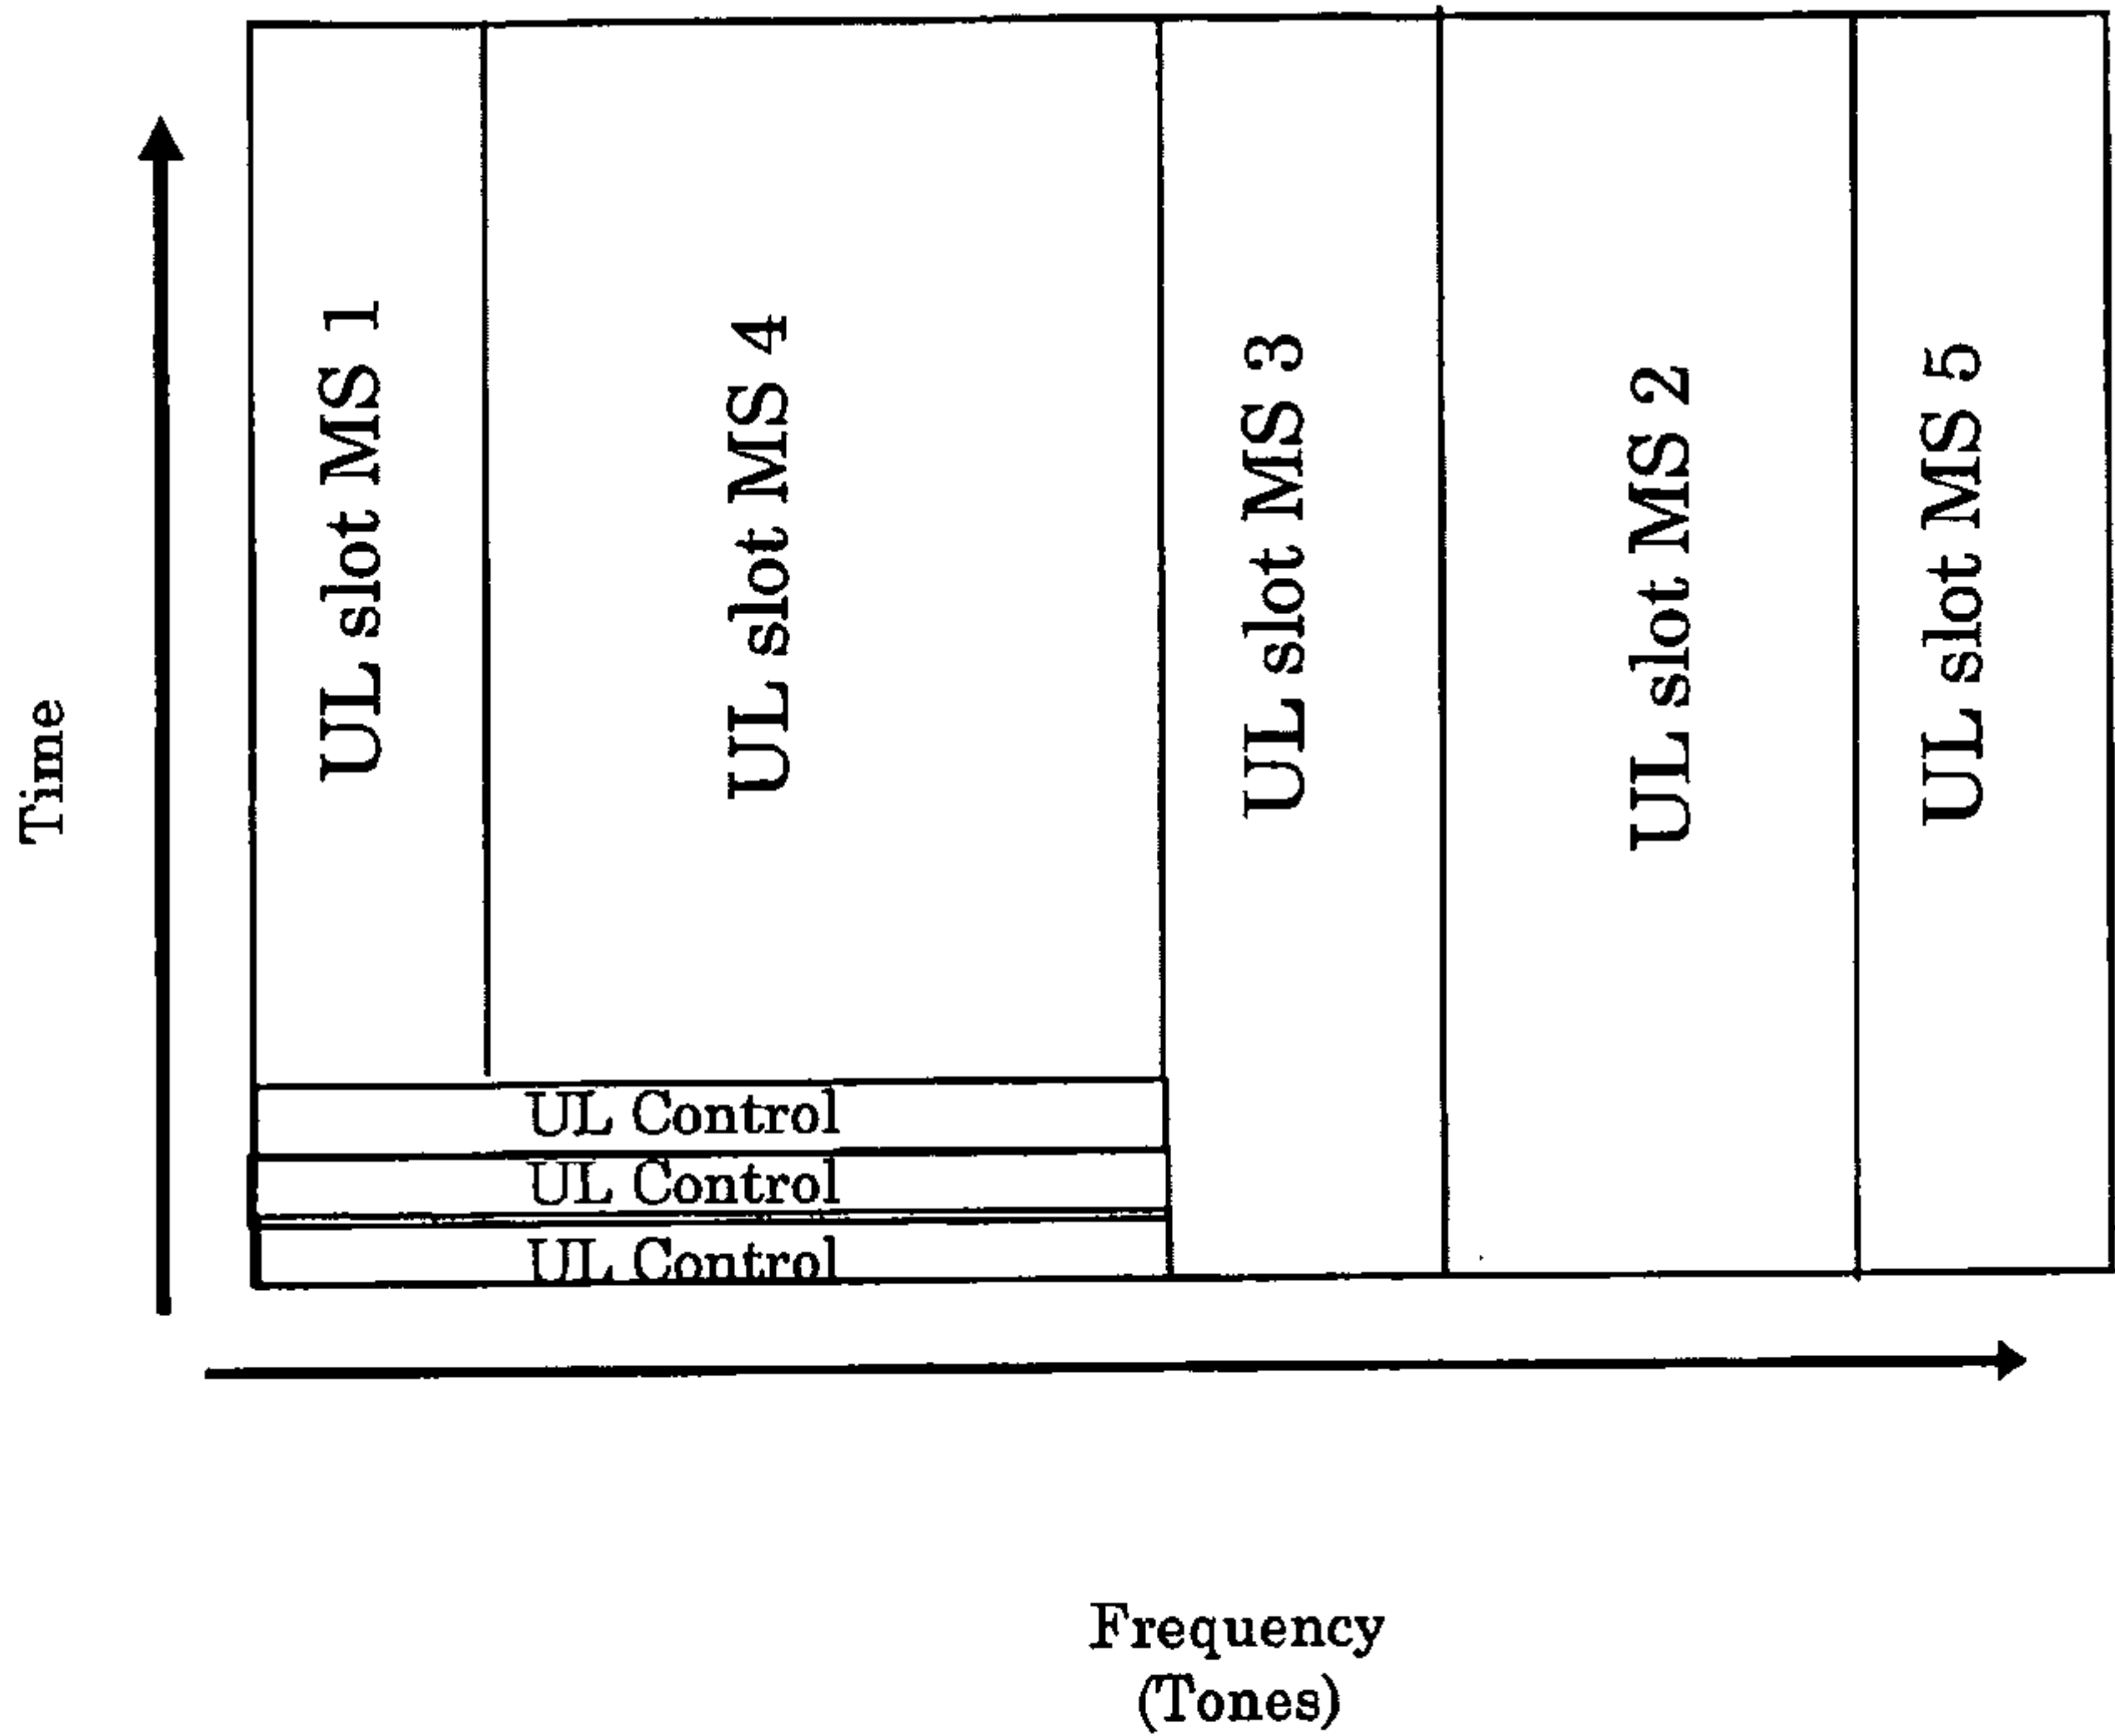 Time
UL slot MS 1
UL slot MS 4
UL slot MS 3
UL slot MS 2
UL slot MS 5
UL Control
UL Control
UL Control
Frequency
(Tones)